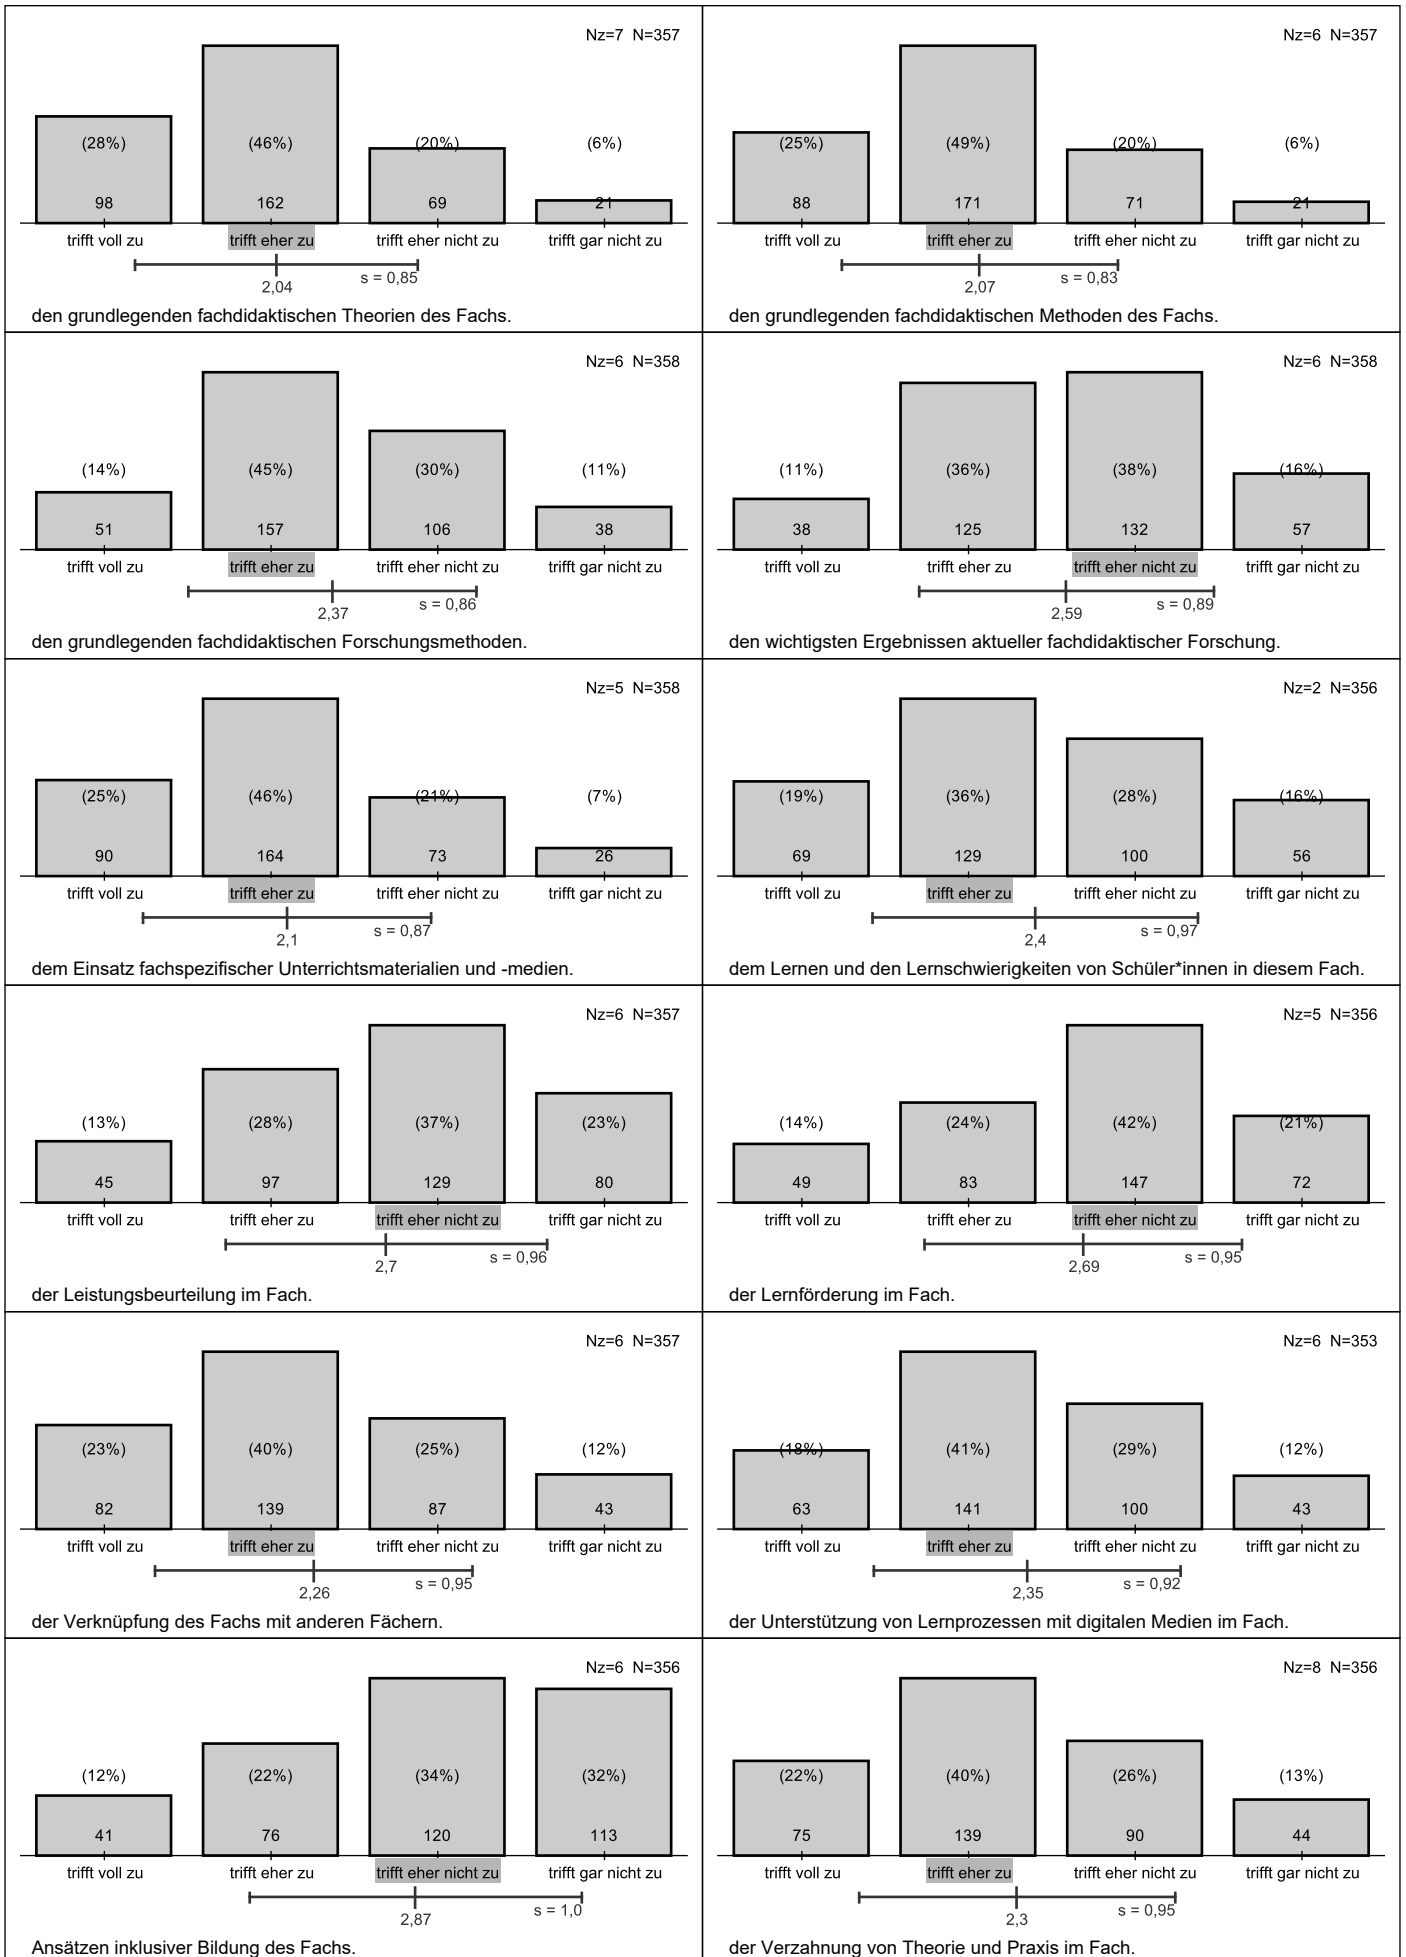 Nz=7 N=357
(28%) (46%) (20%) (6%)
98 162 69 21
trifft voll zu trifft eher zu trifft eher nicht zu trifft gar nicht zu
s = 0,85
2,04
den grundlegenden fachdidaktischen Theorien des Fachs.
Nz=6 N=357
(25%) (49%) (20%) (6%)
88 171 71 21
trifft voll zu trifft eher zu trifft eher nicht zu trifft gar nicht zu
s = 0,83
2,07
den grundlegenden fachdidaktischen Methoden des Fachs.
Nz=6 N=358
(14%) (45%) (30%) (11%)
51 157 106 38
trifft voll zu trifft eher zu trifft eher nicht zu trifft gar nicht zu
s = 0,86
2,37
den grundlegenden fachdidaktischen Forschungsmethoden.
Nz=6 N=358
(11%) (36%) (38%) (16%)
38 125 132 57
trifft voll zu trifft eher zu trifft eher nicht zu trifft gar nicht zu
s = 0,89
2,59
den wichtigsten Ergebnissen aktueller fachdidaktischer Forschung.
Nz=5 N=358
(25%) (46%) (21%) (7%)
90 164 73 26
trifft voll zu trifft eher zu trifft eher nicht zu trifft gar nicht zu
s = 0,87
2,1
dem Einsatz fachspezifischer Unterrichtsmaterialien und -medien.
Nz=2 N=356
(19%) (36%) (28%) (16%)
69 129 100 56
trifft voll zu trifft eher zu trifft eher nicht zu trifft gar nicht zu
s = 0,97
2,4
dem Lernen und den Lernschwierigkeiten von Schüler*innen in diesem Fach.
Nz=6 N=357
(13%) (28%) (37%) (23%)
45 97 129 80
trifft voll zu trifft eher zu trifft eher nicht zu trifft gar nicht zu
s = 0,96
2,7
der Leistungsbeurteilung im Fach.
Nz=5 N=356
(14%) (24%) (42%) (21%)
49 83 147 72
trifft voll zu trifft eher zu trifft eher nicht zu trifft gar nicht zu
s = 0,95
2,69
der Lernförderung im Fach.
Nz=6 N=357
(23%) (40%) (25%) (12%)
82 139 87 43
trifft voll zu trifft eher zu trifft eher nicht zu trifft gar nicht zu
s = 0,95
2,26
der Verknüpfung des Fachs mit anderen Fächern.
Nz=6 N=353
(18%) (41%) (29%) (12%)
63 141 100 43
trifft voll zu trifft eher zu trifft eher nicht zu trifft gar nicht zu
s = 0,92
2,35
der Unterstützung von Lernprozessen mit digitalen Medien im Fach.
Nz=6 N=356
(12%) (22%) (34%) (32%)
41 76 120 113
trifft voll zu trifft eher zu trifft eher nicht zu trifft gar nicht zu
s = 1,0
2,87
Ansätzen inklusiver Bildung des Fachs.
Nz=8 N=356
(22%) (40%) (26%) (13%)
75 139 90 44
trifft voll zu trifft eher zu trifft eher nicht zu trifft gar nicht zu
s = 0,95
2,3
der Verzahnung von Theorie und Praxis im Fach.